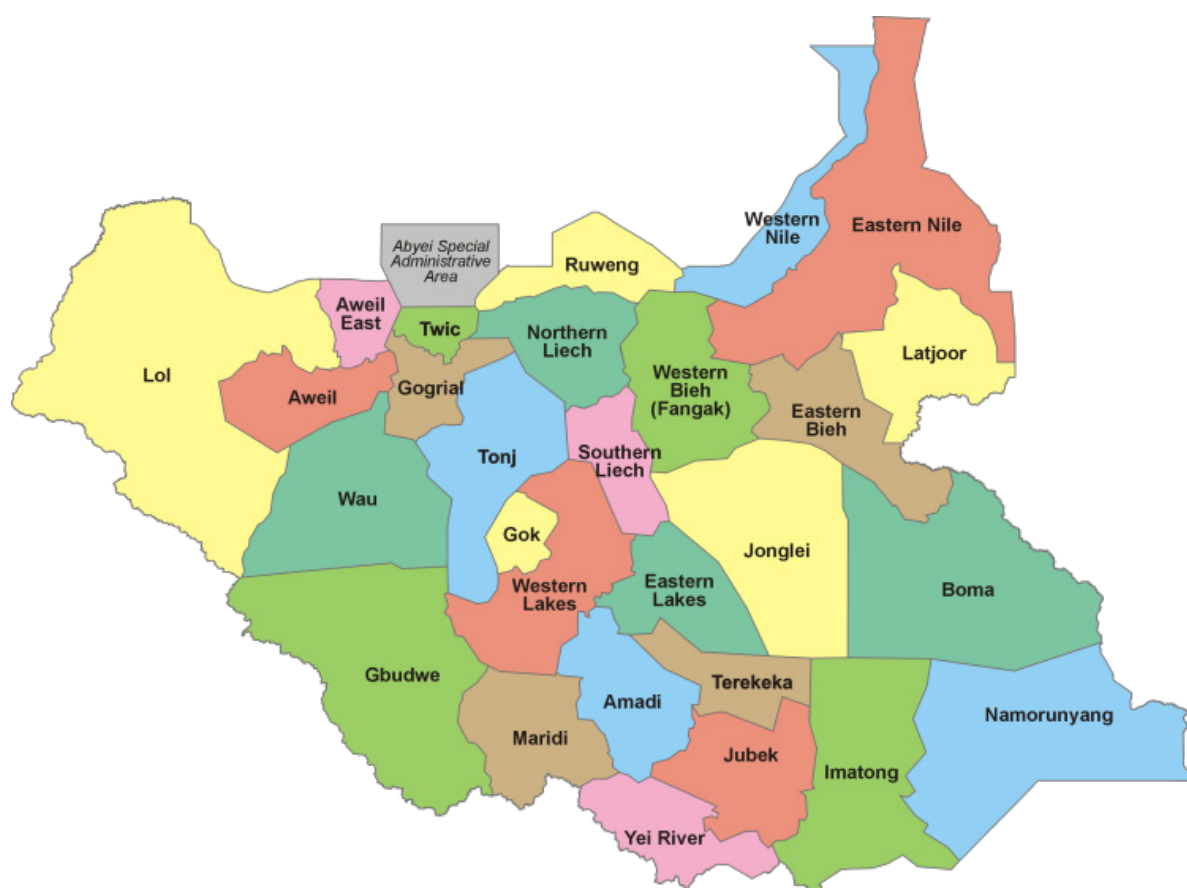 Western
Nile
Eastern Nile
Abyei Special
Administrative
Area
Ruweng
Aweil
East
Twic
Northern
Liech
Latjoor
Lol
Aweil
Gogrial
Western
Bieh
(Fangak)
Eastern
Bieh
Tonj
Southern
Liech
Wau
Gok
Jonglei
Western
Lakes
Eastern
Lakes
Boma
Gbudwe
Amadi
Terekeka
Namorunyang
Maridi
Jubek
Imatong
Yei River